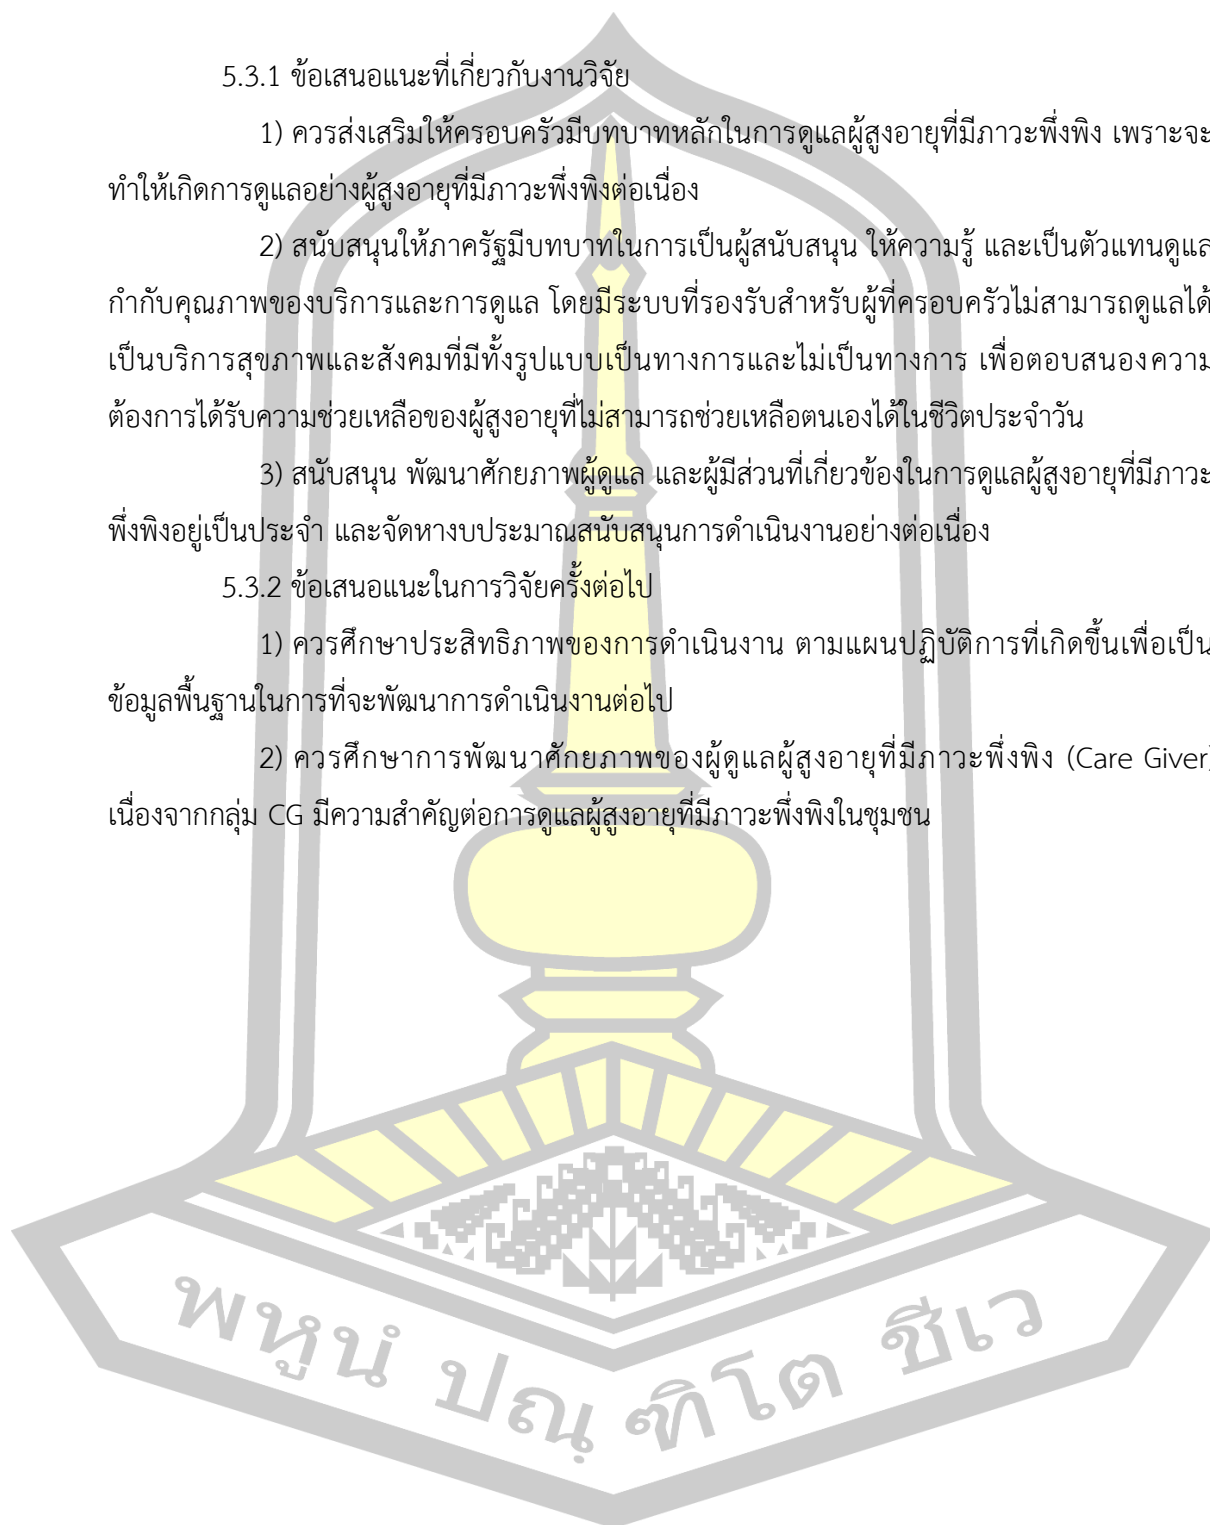 5.3.1 ข้อเสนอแนะที่เกี่ยวกับงานวิจัย
1) ควรส่งเสริมให้ครอบครัวมีบทบาทหลักในการดูแลผู้สูงอายุที่มีภาวะพึ่งพิง เพราะจะ
ทำให้เกิดการดูแลอย่างผู้สูงอายุที่มีภาวะพึ่งพิงต่อเนื่อง
2) สนับสนุนให้ภาครัฐมีบทบาทในการเป็นผู้สนับสนุน ให้ความรู้ และเป็นตัวแทนดูแล
กำกับคุณภาพของบริการและการดูแล โดยมีระบบที่รองรับสำหรับผู้ที่ครอบครัวไม่สามารถดูแลได้
เป็นบริการสุขภาพและสังคมที่มีทั้งรูปแบบเป็นทางการและไม่เป็นทางการ เพื่อตอบสนองความ
ต้องการได้รับความช่วยเหลือของผู้สูงอายุที่ไม่สามารถช่วยเหลือตนเองได้ในชีวิตประจำวัน
3) สนับสนุน พัฒนาศักยภาพผู้ดูแล และผู้มีส่วนที่เกี่ยวข้องในการดูแลผู้สูงอายุที่มีภาวะ
พึ่งพิงอยู่เป็นประจำ และจัดหางบประมาณสนับสนุนการดำเนินงานอย่างต่อเนื่อง
5.3.2 ข้อเสนอแนะในการวิจัยครั้งต่อไป
1) ควรศึกษาประสิทธิภาพของการดำเนินงาน ตามแผนปฏิบัติการที่เกิดขึ้นเพื่อเป็น
ข้อมูลพื้นฐานในการที่จะพัฒนาการดำเนินงานต่อไป
2) ควรศึกษาการพัฒนาศักยภาพของผู้ดูแลผู้สูงอายุที่มีภาวะพึ่งพิง (Care Giver)
เนื่องจากกลุ่ม CG มีความสำคัญต่อการดูแลผู้สูงอายุที่มีภาวะพึ่งพิงในชุมชน
พหูนํ ปณฺฑิโต ชีเว